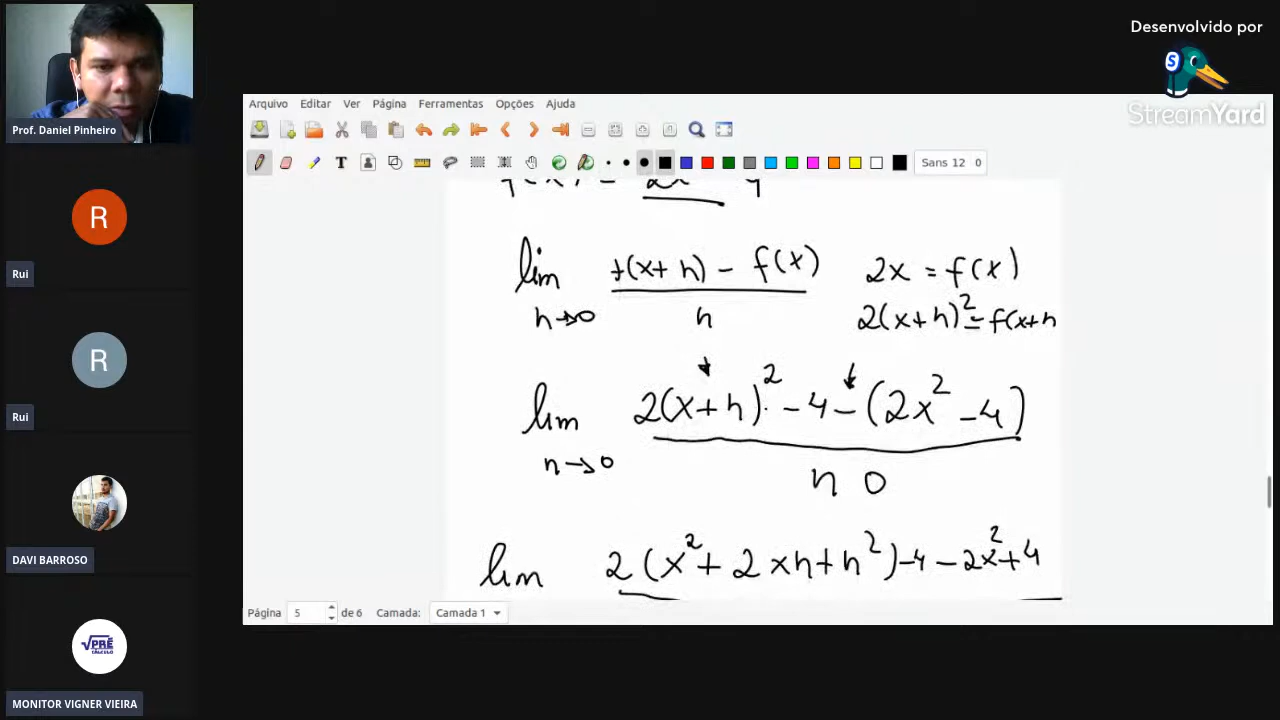 Desenvolvido por
S
StreamYard
Prof. Daniel Pinheiro
Arquivo Editar Ver Página Ferramentas Opções Ajuda
T Sans 12 0
lim f(x+h) - f(x) 2x = f(x)
h→0 h 2(x+h)² = f(x+h
lim 2(x+h)² - 4 - (2x² - 4)
h→0 h 0
lim 2(x² + 2xh + h²) - 4 - 2x² + 4
R
Rui
R
Rui
DAVI BARROSO
√PRÉ
CÁLCULO
MONITOR VIGNER VIEIRA
Página 5 de 6 Camada: Camada 1